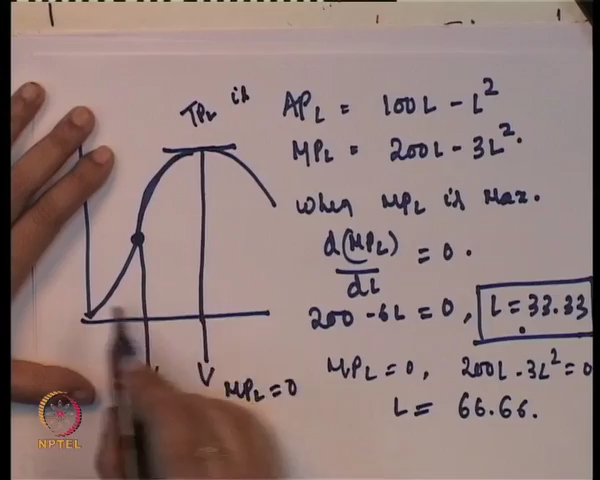 TPL is
APL = 100L - L²
MPL = 200L - 3L².
when MPL is Max.
d(MPL)/dL = 0.
200 - 6L = 0, L = 33.33
MPL = 0, 200L - 3L² = 0
L = 66.66.
MPL = 0
NPTEL